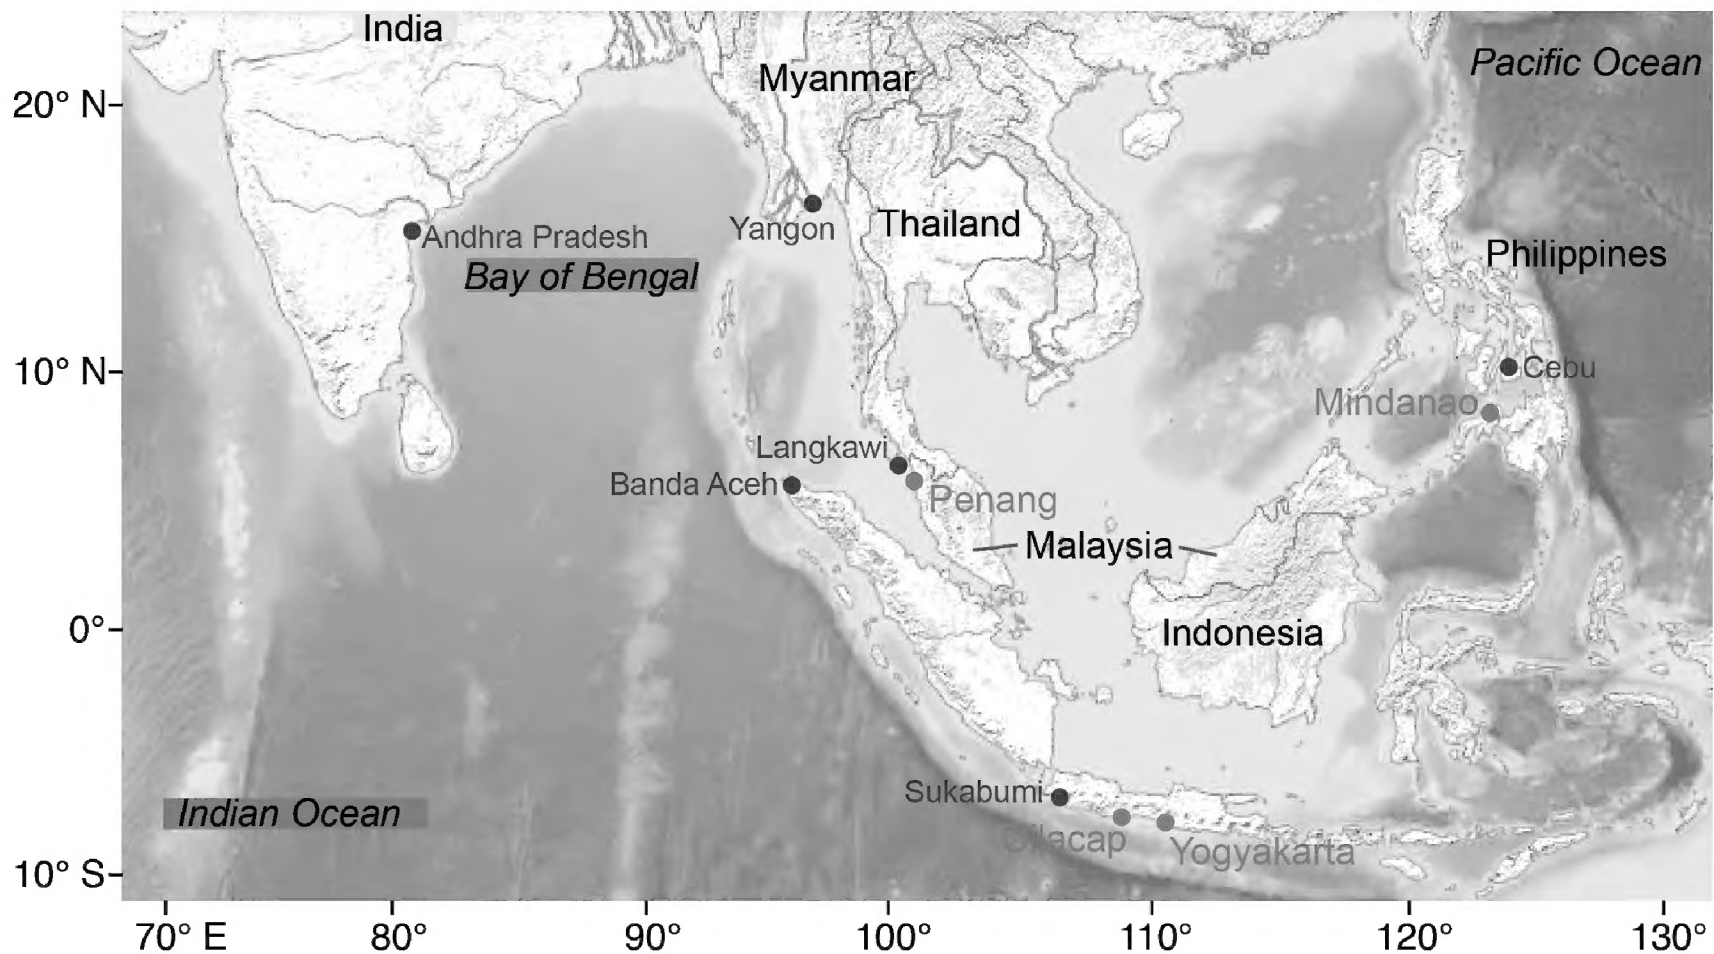 India
Pacific Ocean
Myanmar
20° N
Yangon
Thailand
Andhra Pradesh
Philippines
Bay of Bengal
10° N
Cebu
Mindanao
Langkawi
Banda Aceh
Penang
Malaysia
0°
Indonesia
Sukabumi
Indian Ocean
Cilacap
Yogyakarta
10° S
70° E
80°
90°
100°
110°
120°
130°